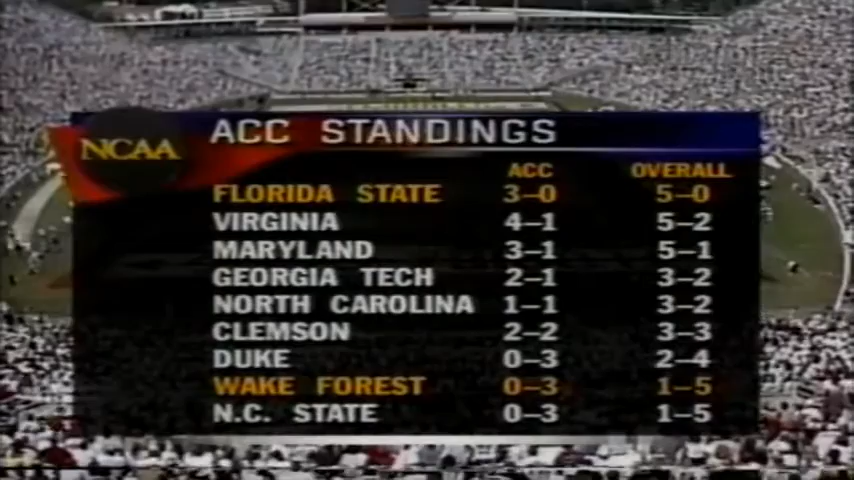 NCAA
ACC STANDINGS
ACC OVERALL
FLORIDA STATE 3-0 5-0
VIRGINIA 4-1 5-2
MARYLAND 3-1 5-1
GEORGIA TECH 2-1 3-2
NORTH CAROLINA 1-1 3-2
CLEMSON 2-2 3-3
DUKE 0-3 2-4
WAKE FOREST 0-3 1-5
N.C. STATE 0-3 1-5